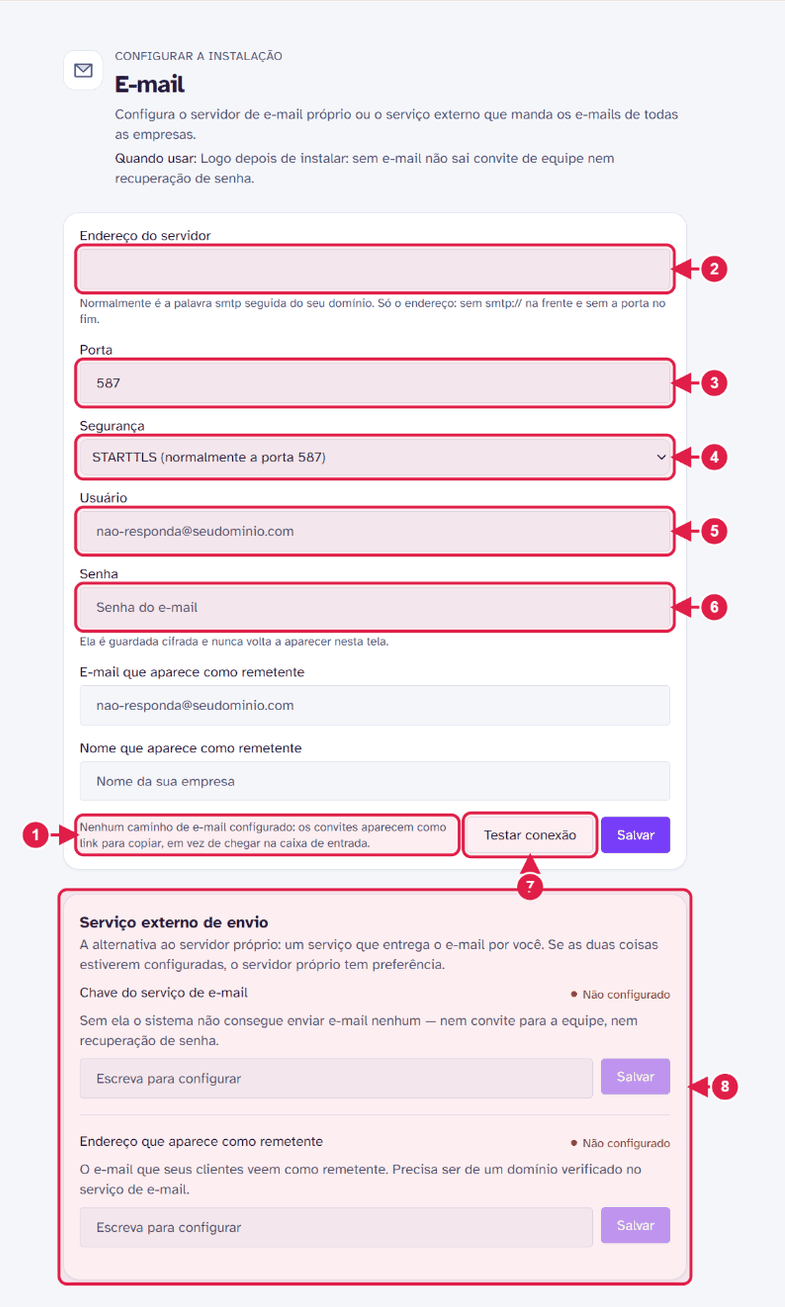 CONFIGURAR A INSTALAÇÃO
E-mail
Configura o servidor de e-mail próprio ou o serviço externo que manda os e-mails de todas
as empresas.
Quando usar: Logo depois de instalar: sem e-mail não sai convite de equipe nem
recuperação de senha.
Endereço do servidor
2
Normalmente é a palavra smtp seguida do seu domínio. Só o endereço: sem smtp:// na frente e sem a porta no
fim.
Porta
587
3
Segurança
STARTTLS (normalmente a porta 587)
4
Usuário
nao-responda@seudominio.com
5
Senha
Senha do e-mail
6
Ela é guardada cifrada e nunca volta a aparecer nesta tela.
E-mail que aparece como remetente
nao-responda@seudominio.com
Nome que aparece como remetente
Nome da sua empresa
1
Nenhum caminho de e-mail configurado: os convites aparecem como
link para copiar, em vez de chegar na caixa de entrada.
Testar conexão
Salvar
7
Serviço externo de envio
A alternativa ao servidor próprio: um serviço que entrega o e-mail por você. Se as duas coisas
estiverem configuradas, o servidor próprio tem preferência.
Chave do serviço de e-mail
Não configurado
Sem ela o sistema não consegue enviar e-mail nenhum — nem convite para a equipe, nem
recuperação de senha.
Escreva para configurar
Salvar
8
Endereço que aparece como remetente
Não configurado
O e-mail que seus clientes veem como remetente. Precisa ser de um domínio verificado no
serviço de e-mail.
Escreva para configurar
Salvar